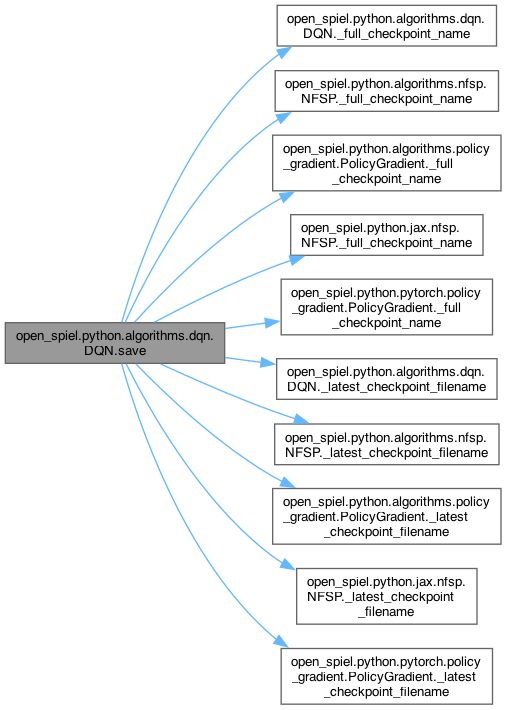 open_spiel.python.algorithms.dqn.
DQN._full_checkpoint_name
open_spiel.python.algorithms.nfsp.
NFSP._full_checkpoint_name
open_spiel.python.algorithms.policy
_gradient.PolicyGradient._full
_checkpoint_name
open_spiel.python.jax.nfsp.
NFSP._full_checkpoint_name
open_spiel.python.pytorch.policy
_gradient.PolicyGradient._full
_checkpoint_name
open_spiel.python.algorithms.dqn.
DQN.save
open_spiel.python.algorithms.dqn.
DQN._latest_checkpoint_filename
open_spiel.python.algorithms.nfsp.
NFSP._latest_checkpoint_filename
open_spiel.python.algorithms.policy
_gradient.PolicyGradient._latest
_checkpoint_filename
open_spiel.python.jax.nfsp.
NFSP._latest_checkpoint
_filename
open_spiel.python.pytorch.policy
_gradient.PolicyGradient._latest
_checkpoint_filename